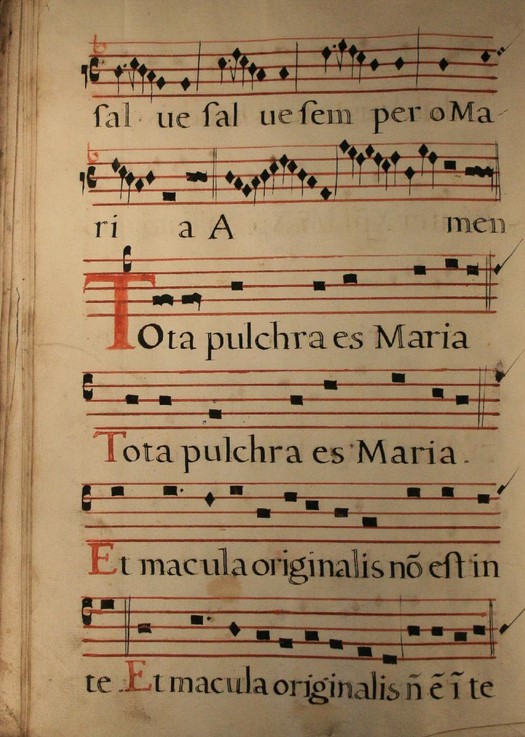 sal ue sal ue sem per o Ma
ri a A men
Tota pulchra es Maria
Tota pulchra es Maria.
Et macula originalis nõ est in
te. Et macula originalis ñ ẽ ĩ te